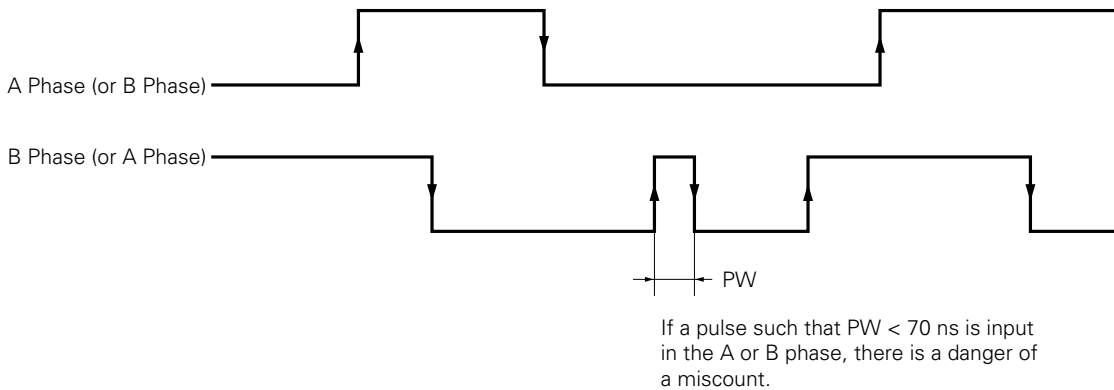 A Phase (or B Phase)
B Phase (or A Phase)
PW
If a pulse such that PW < 70 ns is input
in the A or B phase, there is a danger of
a miscount.